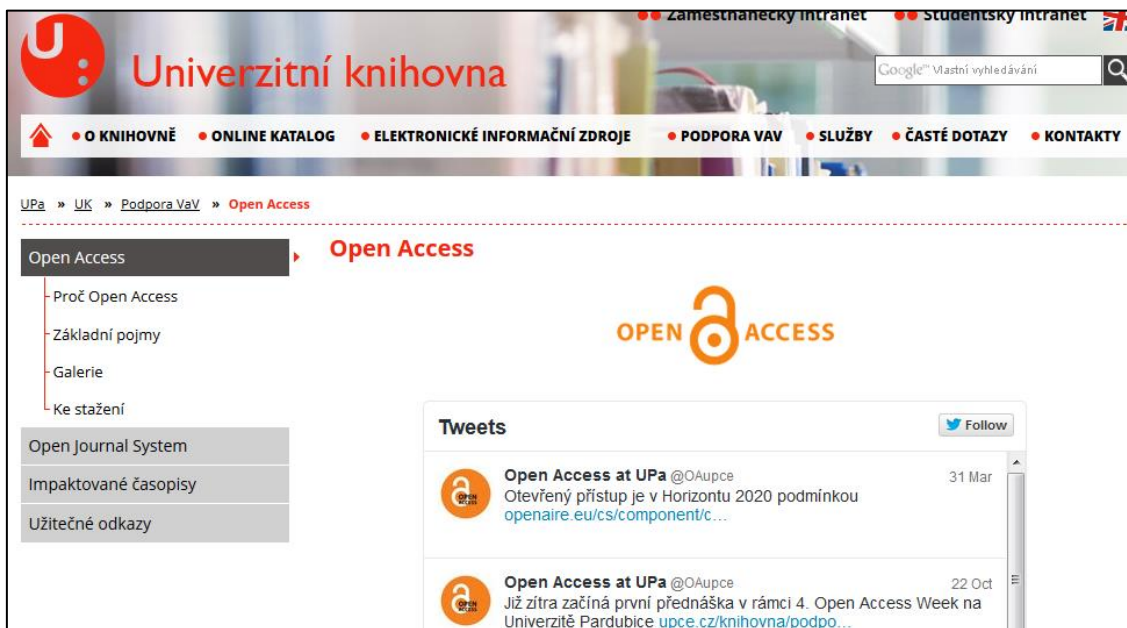 Zaměstnanecký intranet Studentský intranet
U:
Univerzitní knihovna
Google™ Vlastní vyhledávání
O KNIHOVNĚ ONLINE KATALOG ELEKTRONICKÉ INFORMAČNÍ ZDROJE PODPORA VAV SLUŽBY ČASTÉ DOTAZY KONTAKTY
UPa » UK » Podpora VaV » Open Access
Open Access
Proč Open Access
Základní pojmy
Galerie
Ke stažení
Open Journal System
Impaktované časopisy
Užitečné odkazy
Open Access
OPEN ACCESS
Tweets
Follow
OPEN ACCESS
Open Access at UPa @OAupce 31 Mar
Otevřený přístup je v Horizontu 2020 podmínkou
openaire.eu/cs/component/c…
OPEN ACCESS
Open Access at UPa @OAupce 22 Oct
Již zítra začíná první přednáška v rámci 4. Open Access Week na
Univerzitě Pardubice upce.cz/knihovna/podpo…